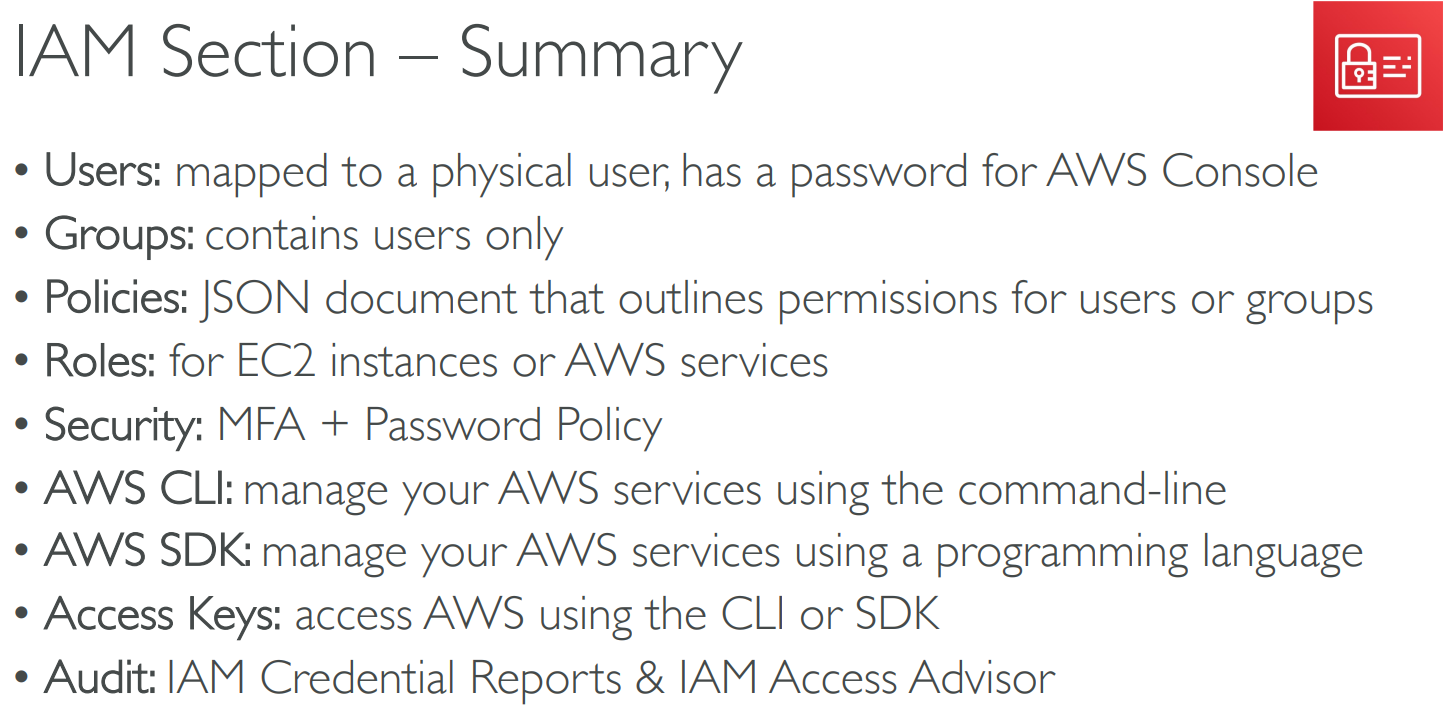 IAM Section – Summary
• Users: mapped to a physical user, has a password for AWS Console
• Groups: contains users only
• Policies: JSON document that outlines permissions for users or groups
• Roles: for EC2 instances or AWS services
• Security: MFA + Password Policy
• AWS CLI: manage your AWS services using the command-line
• AWS SDK: manage your AWS services using a programming language
• Access Keys: access AWS using the CLI or SDK
• Audit: IAM Credential Reports & IAM Access Advisor